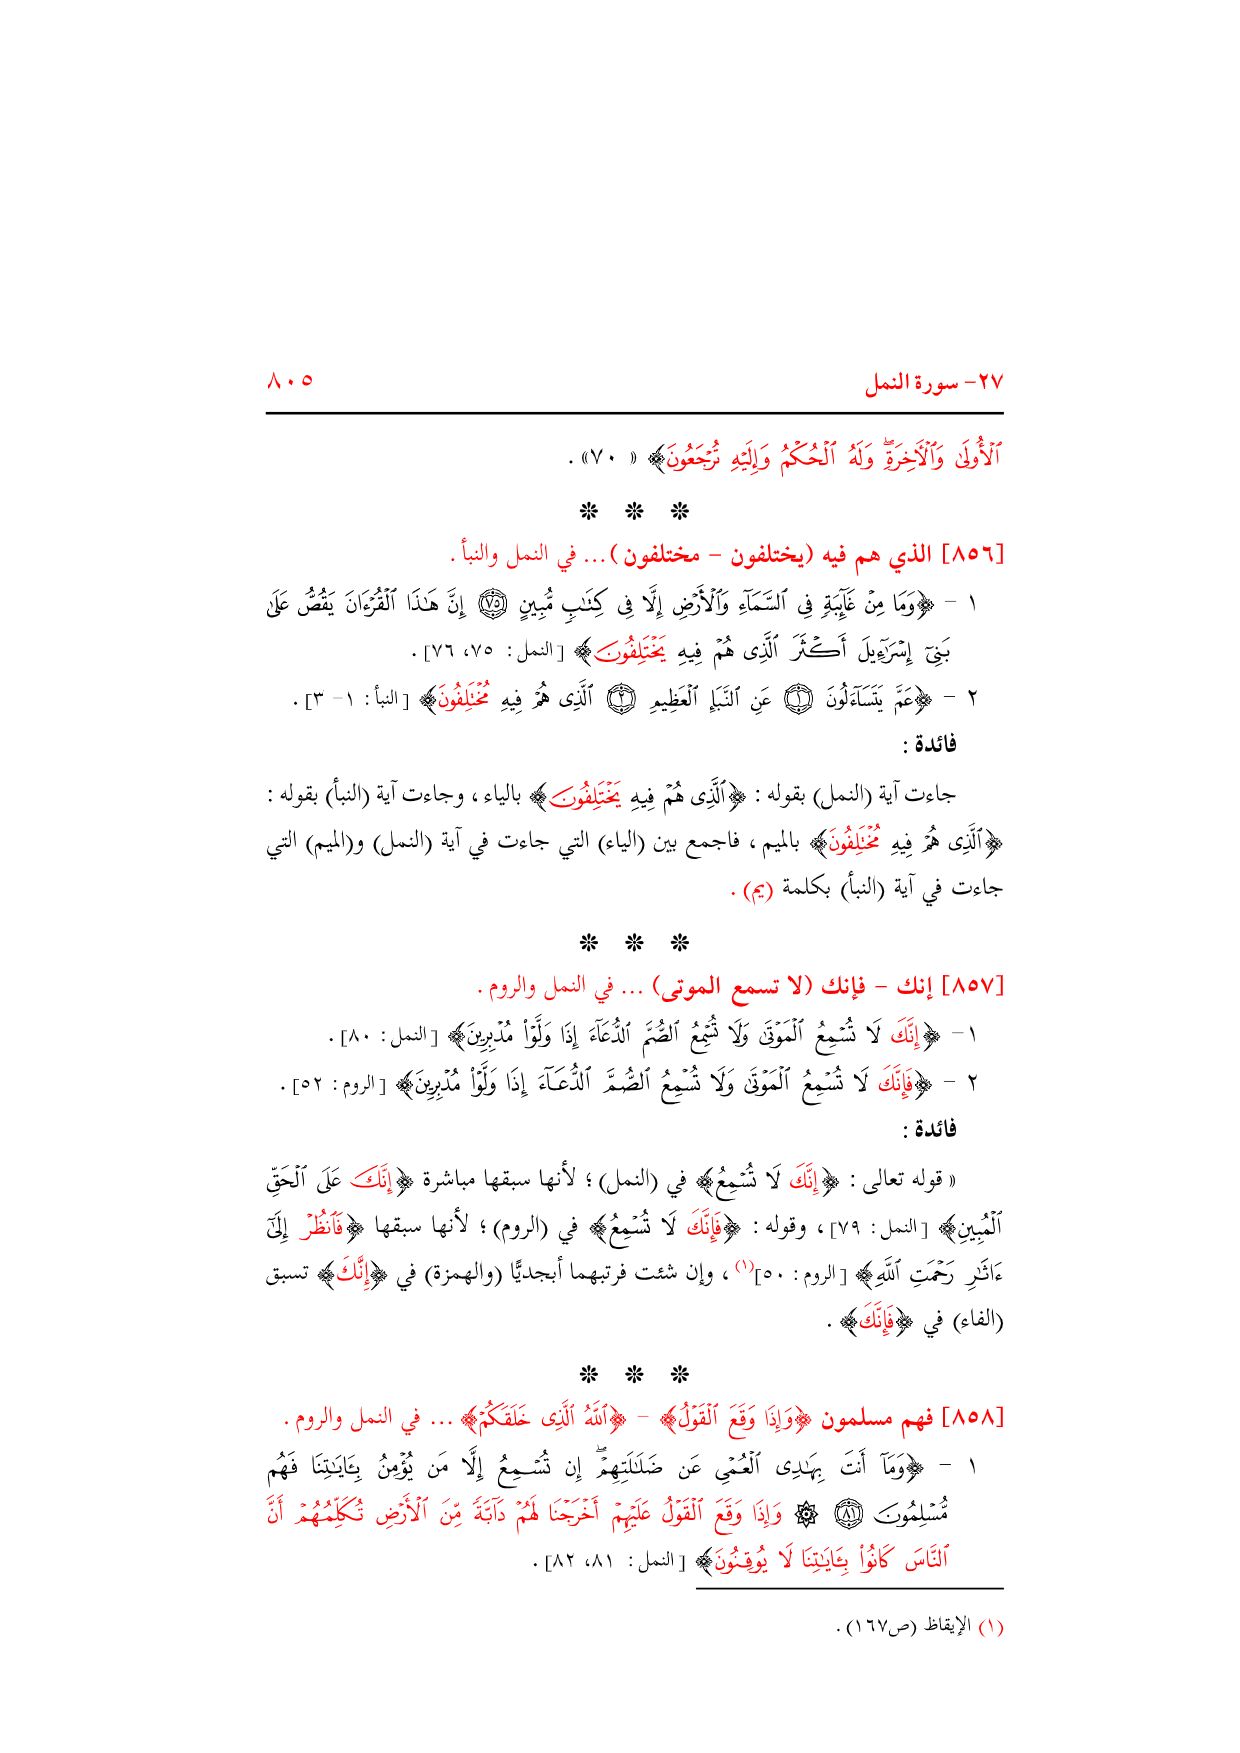 ٢٧- سورة النمل ٨٠٥
ٱلْأُولَىٰ وَٱلْأَخِرَةِ ۖ وَلَهُ ٱلْحُكْمُ وَإِلَيْهِ تُرْجَعُونَ﴾ « ٧٠» .
❊ ❊ ❊
[٨٥٦] الذي هم فيه (يختلفون – مختلفون )... في النمل والنبأ .
١ – ﴿وَمَا مِنْ غَآئِبَةٍ فِى ٱلسَّمَآءِ وَٱلْأَرْضِ إِلَّا فِى كِتَٰبٍ مُّبِينٍ ۝٧٥ إِنَّ هَٰذَا ٱلْقُرْءَانَ يَقُصُّ عَلَىٰ
بَنِىٓ إِسْرَٰٓءِيلَ أَكْثَرَ ٱلَّذِى هُمْ فِيهِ يَخْتَلِفُونَ﴾ [النمل: ٧٥، ٧٦] .
٢ – ﴿عَمَّ يَتَسَآءَلُونَ ۝١ عَنِ ٱلنَّبَإِ ٱلْعَظِيمِ ۝٢ ٱلَّذِى هُمْ فِيهِ مُخْتَلِفُونَ﴾ [النبأ: ١– ٣] .
فائدة :
جاءت آية (النمل) بقوله : ﴿ٱلَّذِى هُمْ فِيهِ يَخْتَلِفُونَ﴾ بالياء ، وجاءت آية (النبأ) بقوله :
﴿ٱلَّذِى هُمْ فِيهِ مُخْتَلِفُونَ﴾ بالميم ، فاجمع بين (الياء) التي جاءت في آية (النمل) و(الميم) التي
جاءت في آية (النبأ) بكلمة (يم) .
❊ ❊ ❊
[٨٥٧] إنك – فإنك (لا تسمع الموتى) ... في النمل والروم .
١– ﴿إِنَّكَ لَا تُسْمِعُ ٱلْمَوْتَىٰ وَلَا تُسْمِعُ ٱلصُّمَّ ٱلدُّعَآءَ إِذَا وَلَّوْا۟ مُدْبِرِينَ﴾ [النمل: ٨٠] .
٢ – ﴿فَإِنَّكَ لَا تُسْمِعُ ٱلْمَوْتَىٰ وَلَا تُسْمِعُ ٱلصُّمَّ ٱلدُّعَآءَ إِذَا وَلَّوْا۟ مُدْبِرِينَ﴾ [الروم: ٥٢] .
فائدة :
« قوله تعالى : ﴿إِنَّكَ لَا تُسْمِعُ﴾ في (النمل) ؛ لأنها سبقها مباشرة ﴿إِنَّكَ عَلَى ٱلْحَقِّ
ٱلْمُبِينِ﴾ [النمل: ٧٩] ، وقوله : ﴿فَإِنَّكَ لَا تُسْمِعُ﴾ في (الروم) ؛ لأنها سبقها ﴿فَٱنظُرْ إِلَىٰٓ
ءَاثَٰرِ رَحْمَتِ ٱللَّهِ﴾ [الروم: ٥٠](١) ، وإن شئت فرتبهما أبجديًّا (والهمزة) في ﴿إِنَّكَ﴾ تسبق
(الفاء) في ﴿فَإِنَّكَ﴾ .
❊ ❊ ❊
[٨٥٨] فهم مسلمون ﴿وَإِذَا وَقَعَ ٱلْقَوْلُ﴾ – ﴿ٱللَّهُ ٱلَّذِى خَلَقَكُمْ﴾ ... في النمل والروم .
١ – ﴿وَمَآ أَنتَ بِهَٰدِى ٱلْعُمْىِ عَن ضَلَٰلَتِهِمْ ۖ إِن تُسْمِعُ إِلَّا مَن يُؤْمِنُ بِـَٔايَٰتِنَا فَهُم
مُّسْلِمُونَ ۝٨١ ۞ وَإِذَا وَقَعَ ٱلْقَوْلُ عَلَيْهِمْ أَخْرَجْنَا لَهُمْ دَآبَّةً مِّنَ ٱلْأَرْضِ تُكَلِّمُهُمْ أَنَّ
ٱلنَّاسَ كَانُوا۟ بِـَٔايَٰتِنَا لَا يُوقِنُونَ﴾ [النمل: ٨١، ٨٢] .
(١) الإيقاظ (ص١٦٧) .